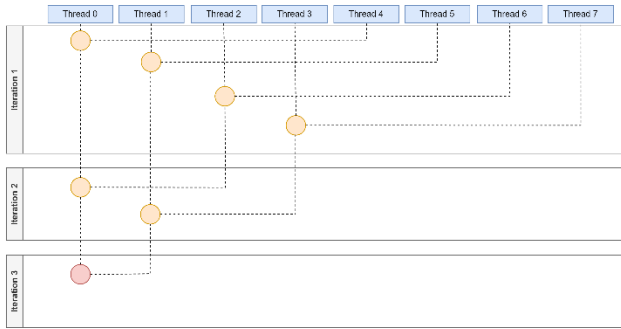 Thread 0
Thread 1
Thread 2
Thread 3
Thread 4
Thread 5
Thread 6
Thread 7
Iteration 1
Iteration 2
Iteration 3